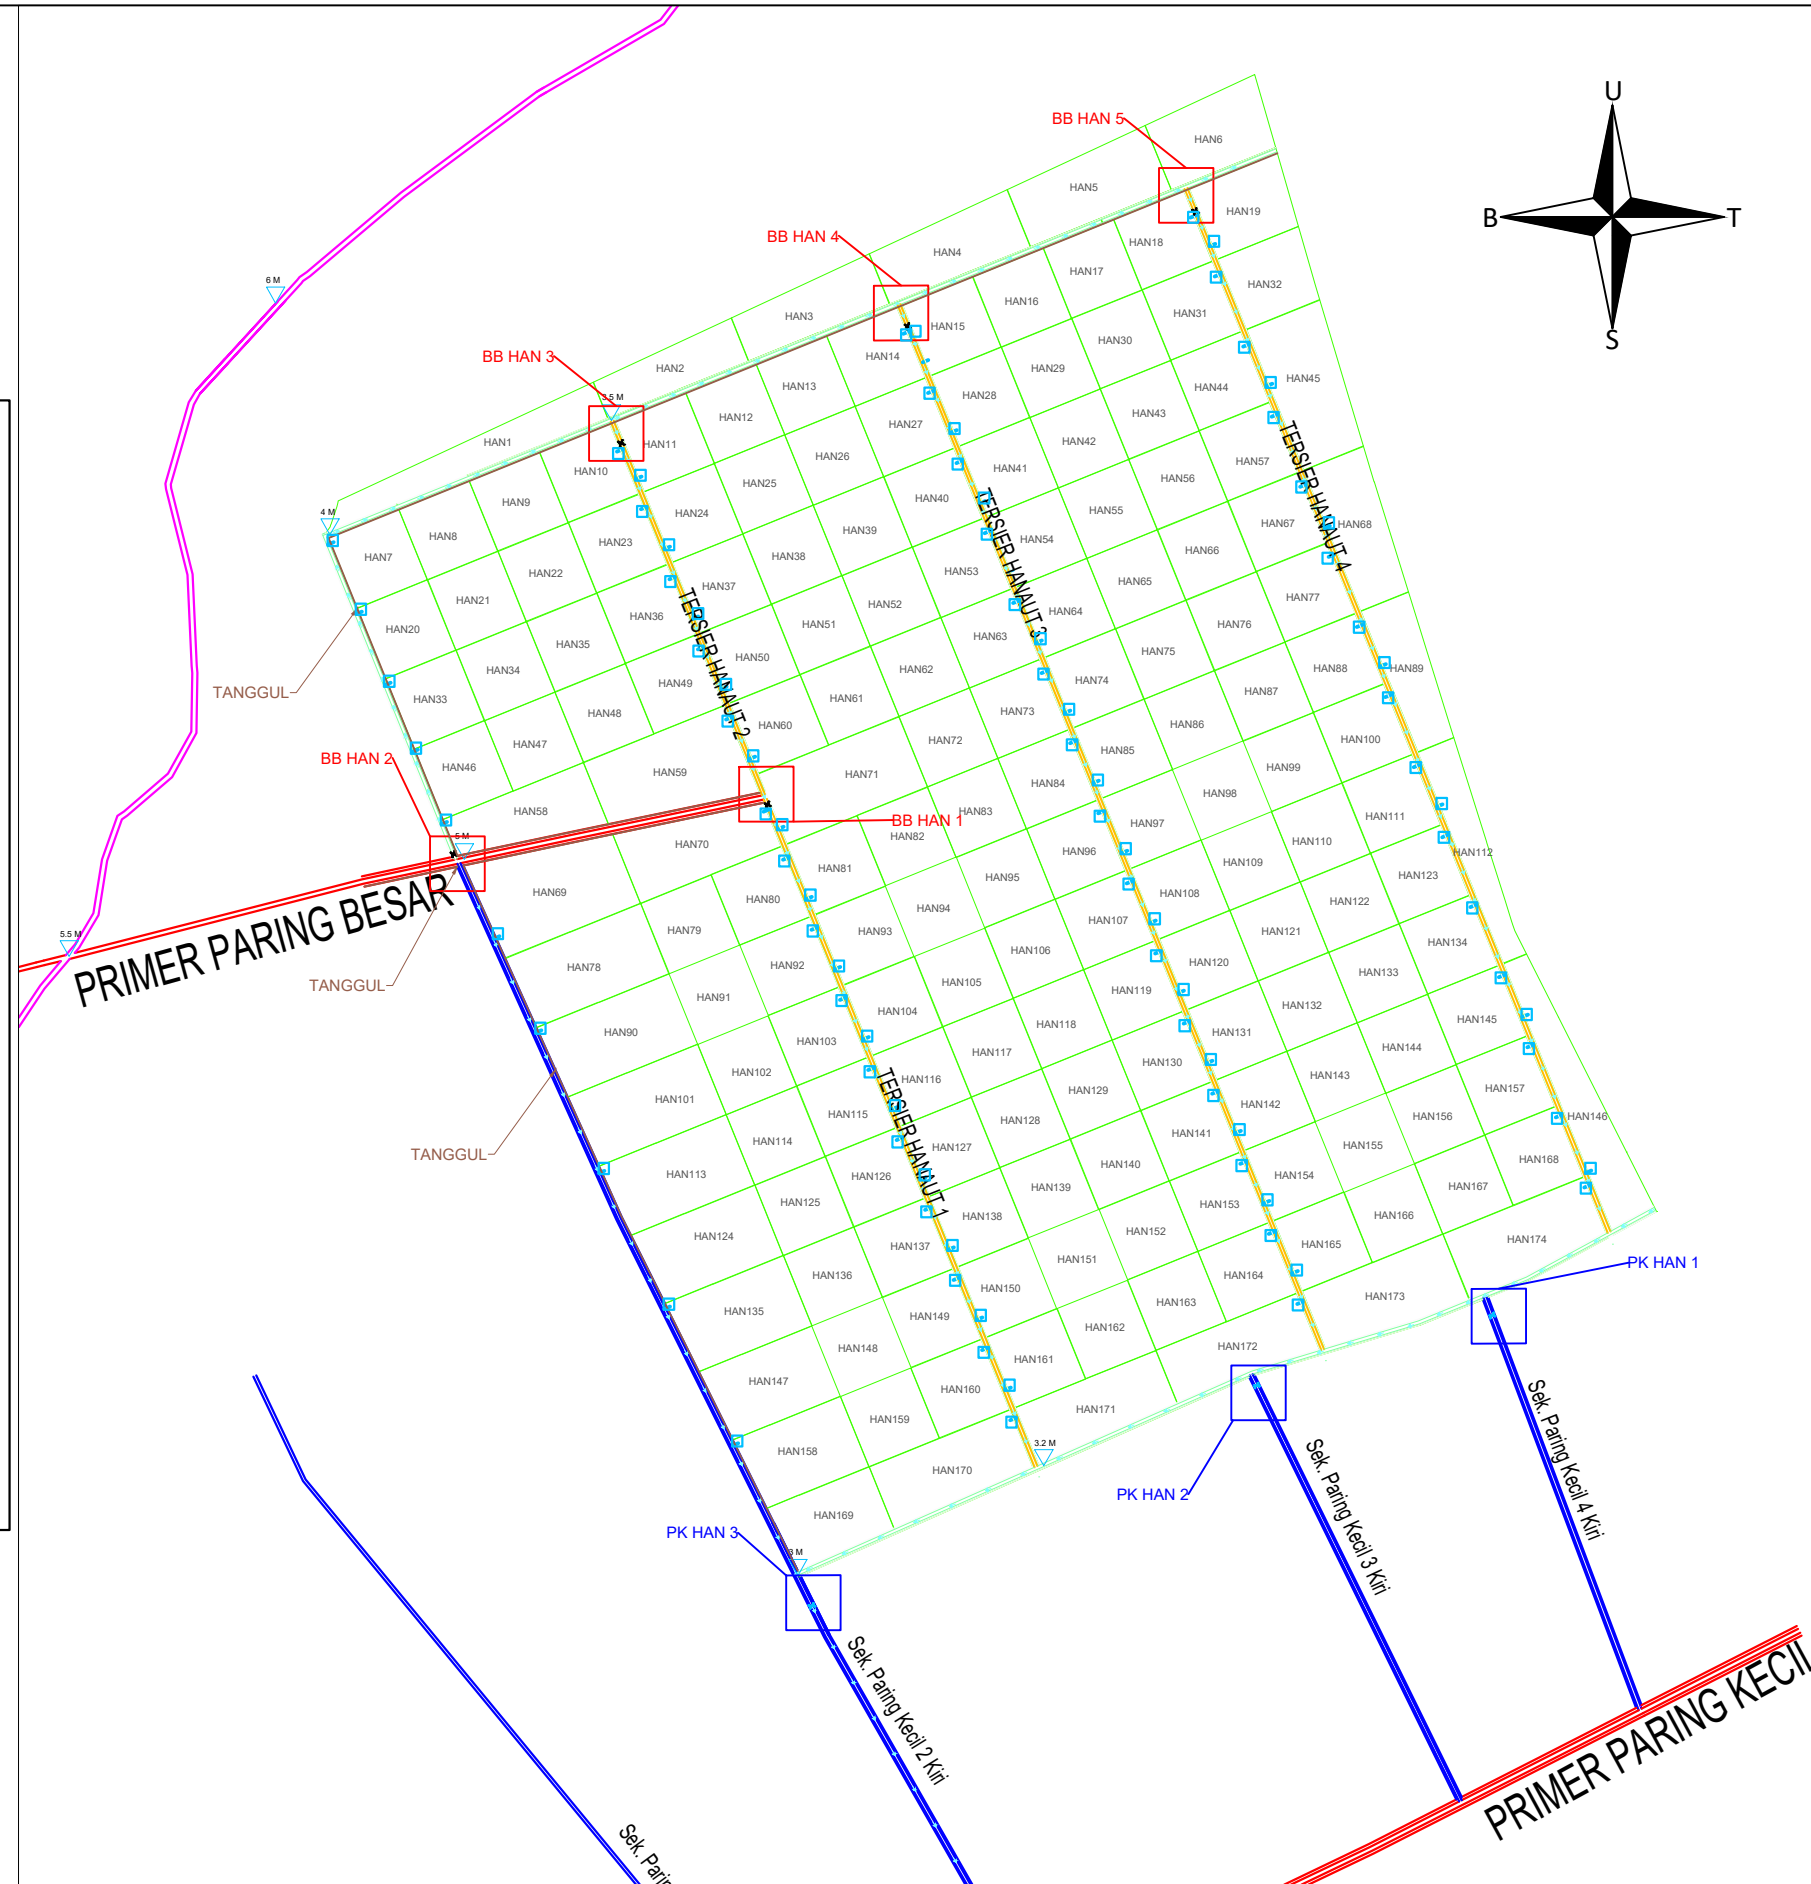 U
B
T
S
BB HAN 5
BB HAN 4
BB HAN 3
BB HAN 2
BB HAN 1
PK HAN 1
PK HAN 2
PK HAN 3
TANGGUL
TANGGUL
TANGGUL
6 M
3.5 M
4 M
5 M
5.5 M
3.2 M
3 M
PRIMER PARING BESAR
PRIMER PARING KECIL
TERSIER HANAUT 1
TERSIER HANAUT 2
TERSIER HANAUT 3
TERSIER HANAUT 4
Sek. Paring Kecil 4 Kiri
Sek. Paring Kecil 3 Kiri
Sek. Paring Kecil 2 Kiri
Sek. Parin
HAN1
HAN2
HAN3
HAN4
HAN5
HAN6
HAN7
HAN8
HAN9
HAN10
HAN11
HAN12
HAN13
HAN14
HAN15
HAN16
HAN17
HAN18
HAN19
HAN20
HAN21
HAN22
HAN23
HAN24
HAN25
HAN26
HAN27
HAN28
HAN29
HAN30
HAN31
HAN32
HAN33
HAN34
HAN35
HAN36
HAN37
HAN38
HAN39
HAN40
HAN41
HAN42
HAN43
HAN44
HAN45
HAN46
HAN47
HAN48
HAN49
HAN50
HAN51
HAN52
HAN53
HAN54
HAN55
HAN56
HAN57
HAN58
HAN59
HAN60
HAN61
HAN62
HAN63
HAN64
HAN65
HAN66
HAN67
HAN68
HAN69
HAN70
HAN71
HAN72
HAN73
HAN74
HAN75
HAN76
HAN77
HAN78
HAN79
HAN80
HAN81
HAN82
HAN83
HAN84
HAN85
HAN86
HAN87
HAN88
HAN89
HAN90
HAN91
HAN92
HAN93
HAN94
HAN95
HAN96
HAN97
HAN98
HAN99
HAN100
HAN101
HAN102
HAN103
HAN104
HAN105
HAN106
HAN107
HAN108
HAN109
HAN110
HAN111
HAN112
HAN113
HAN114
HAN115
HAN116
HAN117
HAN118
HAN119
HAN120
HAN121
HAN122
HAN123
HAN124
HAN125
HAN126
HAN127
HAN128
HAN129
HAN130
HAN131
HAN132
HAN133
HAN134
HAN135
HAN136
HAN137
HAN138
HAN139
HAN140
HAN141
HAN142
HAN143
HAN144
HAN145
HAN146
HAN147
HAN148
HAN149
HAN150
HAN151
HAN152
HAN153
HAN154
HAN155
HAN156
HAN157
HAN158
HAN159
HAN160
HAN161
HAN162
HAN163
HAN164
HAN165
HAN166
HAN167
HAN168
HAN169
HAN170
HAN171
HAN172
HAN173
HAN174